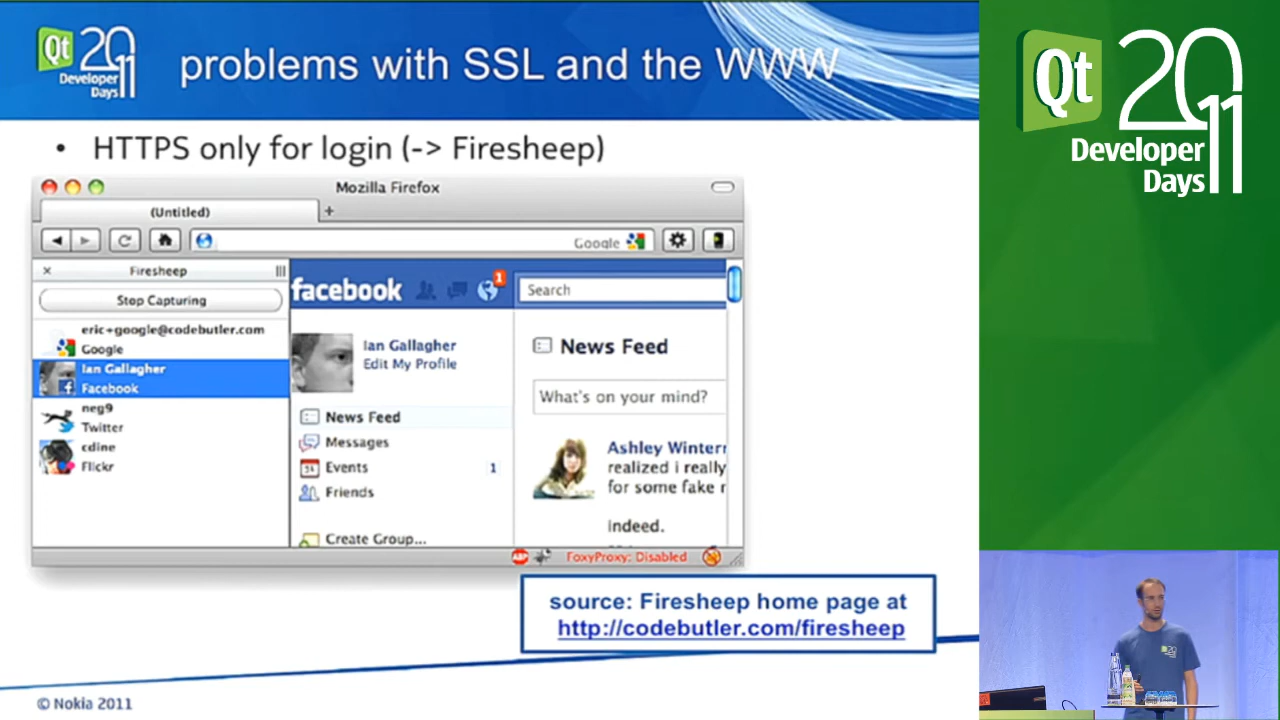 Qt 2011
Developer
Days
problems with SSL and the WWW
• HTTPS only for login (-> Firesheep)
Mozilla Firefox
(Untitled)
+
Google
Firesheep
Stop Capturing
eric+google@codebutler.com
Google
Ian Gallagher
Facebook
neg9
Twitter
cdine
Flickr
facebook
1
Search
Ian Gallagher
Edit My Profile
News Feed
Messages
Events 1
Friends
Create Group...
News Feed
What's on your mind?
Ashley Winterr
realized i really
for some fake r
indeed.
ABP
FoxyProxy: Disabled
source: Firesheep home page at
http://codebutler.com/firesheep
© Nokia 2011
Qt 2011
Developer
Days